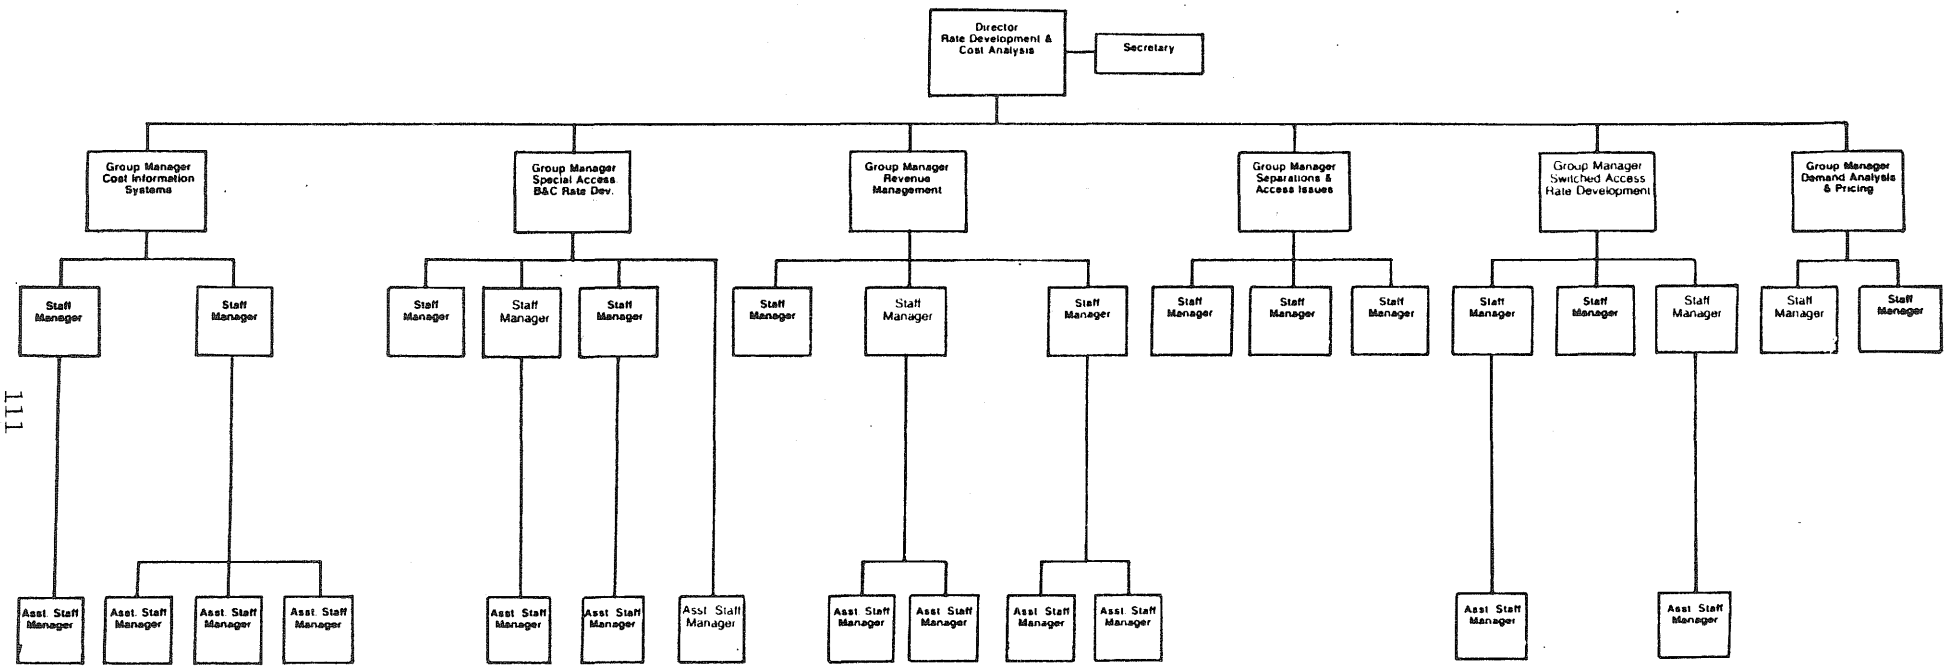 Director
Rate Development &
Cost Analysis
Secretary
Group Manager
Cost Information
Systems
Group Manager
Special Access
B&C Rate Dev.
Group Manager
Revenue
Management
Group Manager
Separations &
Access Issues
Group Manager
Switched Access
Rate Development
Group Manager
Demand Analysis
& Pricing
Staff
Manager
Staff
Manager
Staff
Manager
Staff
Manager
Staff
Manager
Staff
Manager
Staff
Manager
Staff
Manager
Staff
Manager
Staff
Manager
Staff
Manager
Staff
Manager
Staff
Manager
Staff
Manager
Staff
Manager
Staff
Manager
111
Asst. Staff
Manager
Asst. Staff
Manager
Asst. Staff
Manager
Asst. Staff
Manager
Asst. Staff
Manager
Asst. Staff
Manager
Asst. Staff
Manager
Asst. Staff
Manager
Asst. Staff
Manager
Asst. Staff
Manager
Asst. Staff
Manager
Asst. Staff
Manager
Asst. Staff
Manager